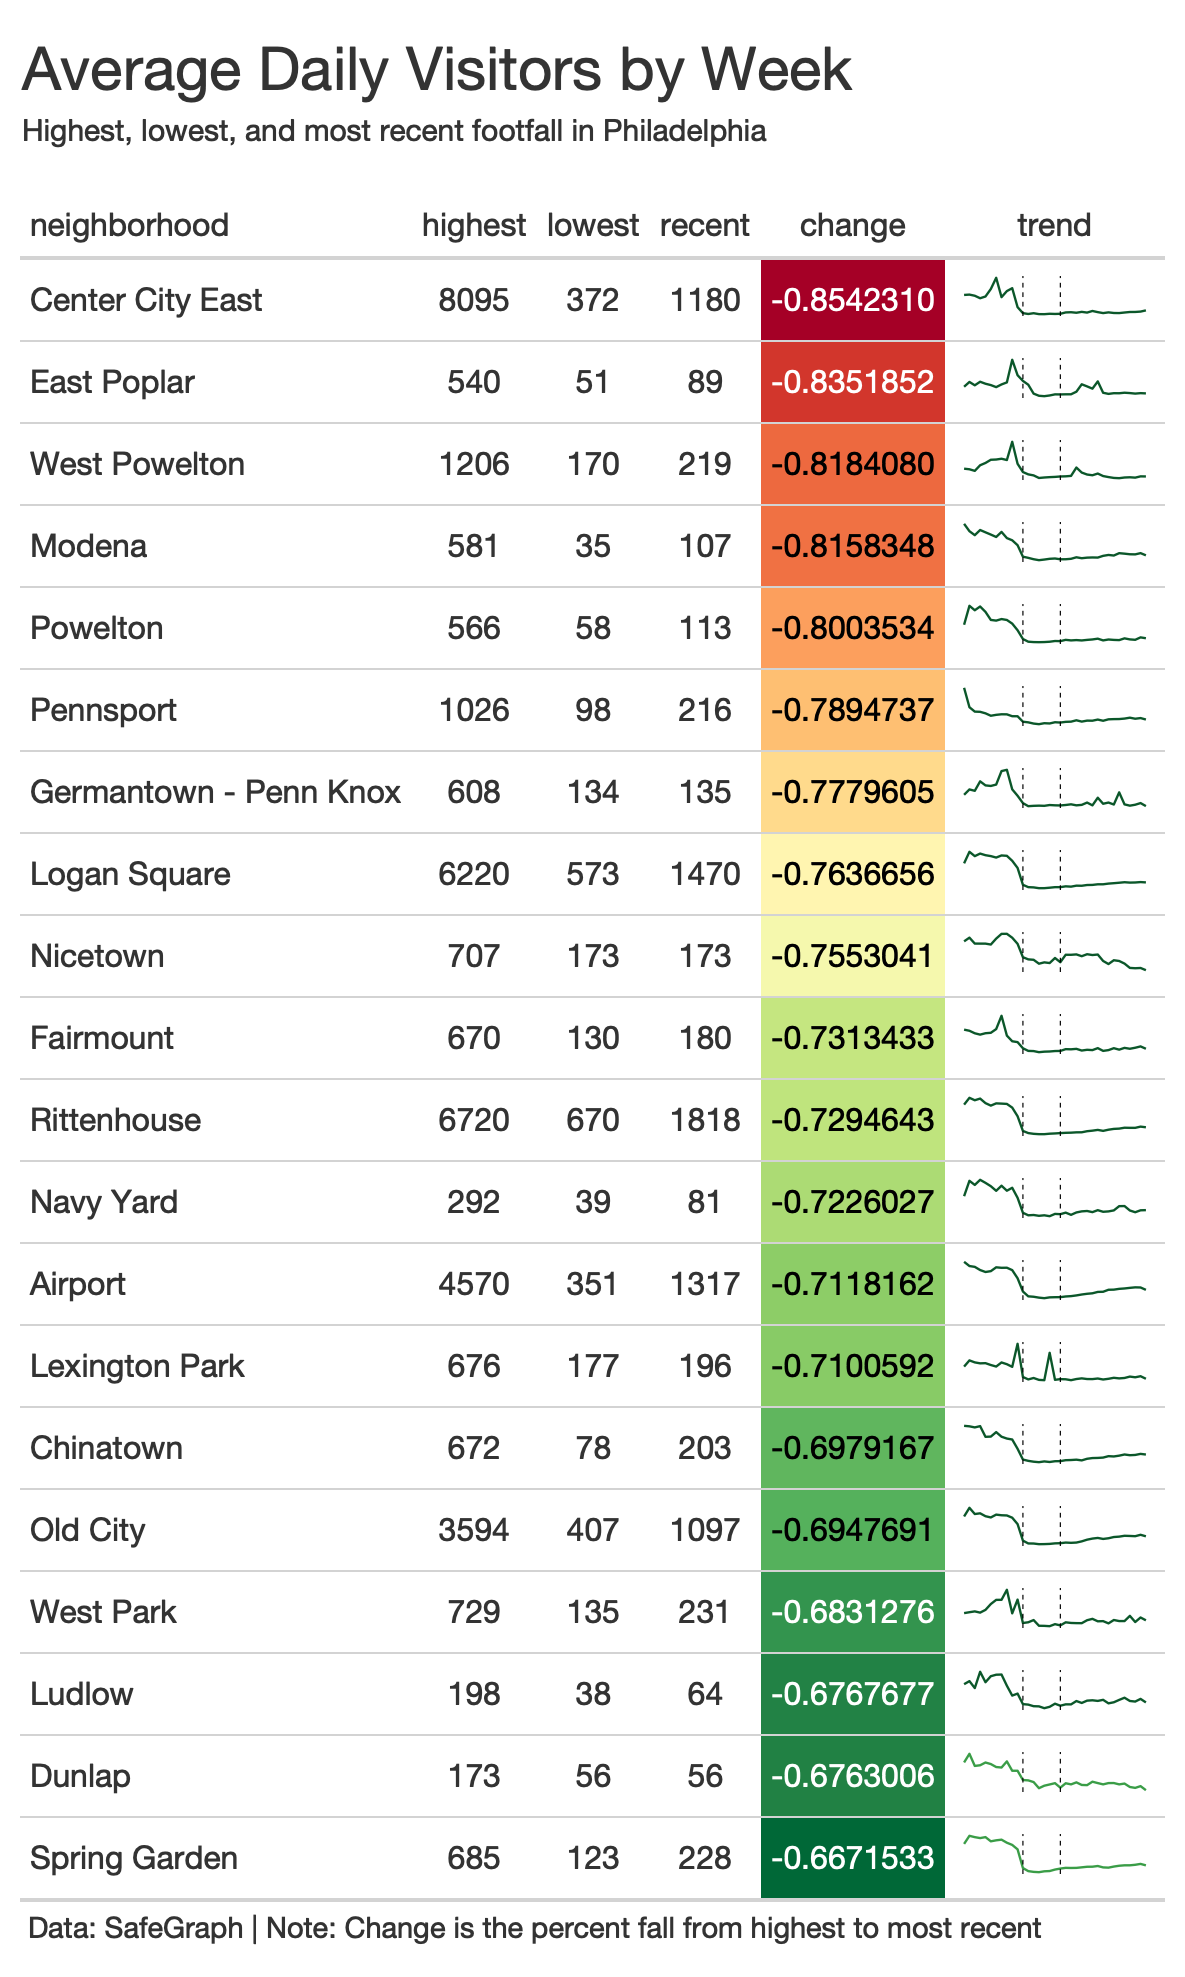 Average Daily Visitors by Week
Highest, lowest, and most recent footfall in Philadelphia
neighborhood highest lowest recent change trend
Center City East 8095 372 1180 -0.8542310
East Poplar 540 51 89 -0.8351852
West Powelton 1206 170 219 -0.8184080
Modena 581 35 107 -0.8158348
Powelton 566 58 113 -0.8003534
Pennsport 1026 98 216 -0.7894737
Germantown - Penn Knox 608 134 135 -0.7779605
Logan Square 6220 573 1470 -0.7636656
Nicetown 707 173 173 -0.7553041
Fairmount 670 130 180 -0.7313433
Rittenhouse 6720 670 1818 -0.7294643
Navy Yard 292 39 81 -0.7226027
Airport 4570 351 1317 -0.7118162
Lexington Park 676 177 196 -0.7100592
Chinatown 672 78 203 -0.6979167
Old City 3594 407 1097 -0.6947691
West Park 729 135 231 -0.6831276
Ludlow 198 38 64 -0.6767677
Dunlap 173 56 56 -0.6763006
Spring Garden 685 123 228 -0.6671533
Data: SafeGraph | Note: Change is the percent fall from highest to most recent